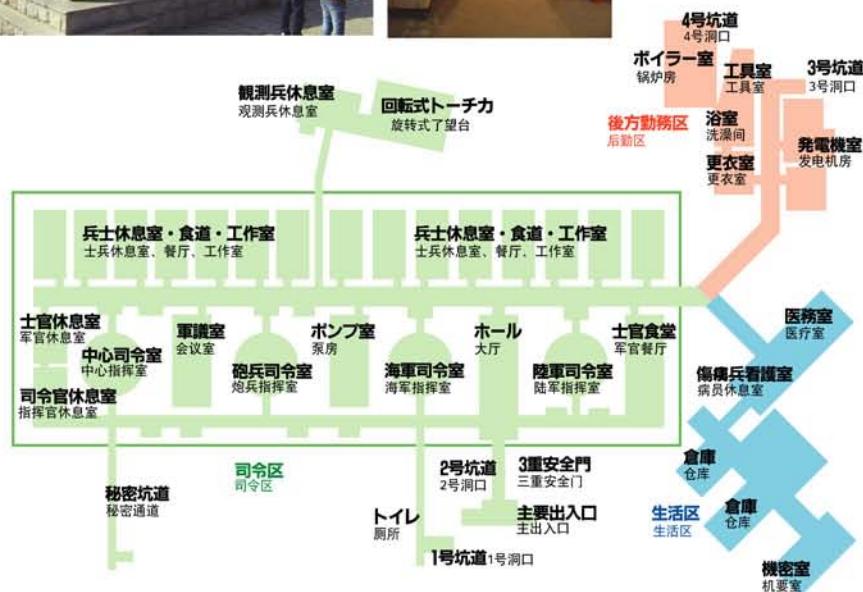 4号坑道
4号洞口
ボイラー室
锅炉房
工具室
工具室
3号坑道
3号洞口
観測兵休息室
观测兵休息室
回転式トーチカ
旋转式了望台
後方勤務区
后勤区
浴室
洗澡间
発電機室
发电机房
更衣室
更衣室
兵士休息室・食道・工作室
士兵休息室、餐厅、工作室
兵士休息室・食道・工作室
士兵休息室、餐厅、工作室
士官休息室
军官休息室
中心司令室
中心指挥室
司令官休息室
指挥官休息室
軍議室
会议室
砲兵司令室
炮兵指挥室
ポンプ室
泵房
海軍司令室
海军指挥室
ホール
大厅
陸軍司令室
陆军指挥室
士官食堂
军官餐厅
医務室
医疗室
傷病兵看護室
病员休息室
司令区
司令区
秘密坑道
秘密通道
トイレ
厕所
2号坑道
2号洞口
3重安全門
三重安全门
主要出入口
主出入口
1号坑道1号洞口
倉庫
仓库
倉庫
仓库
生活区
生活区
機密室
机要室